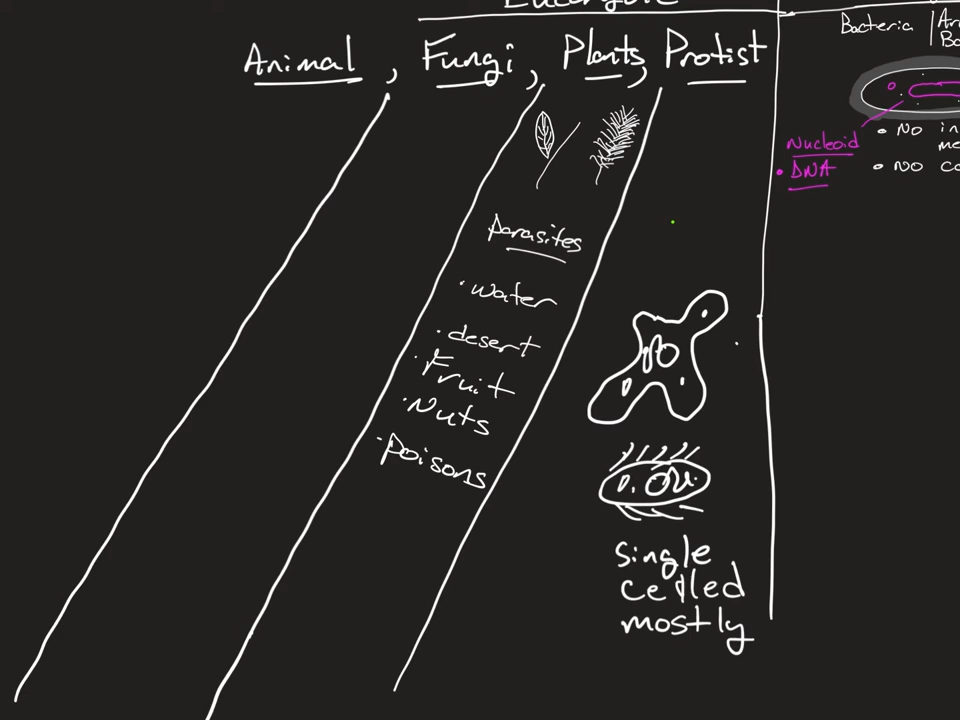 Animal, Fungi, Plants, Protist
Parasites
• water
• desert
• Fruit
• Nuts
• Poisons
single
celled
mostly
Bacteria
Nucleoid
• DNA
• No
• No